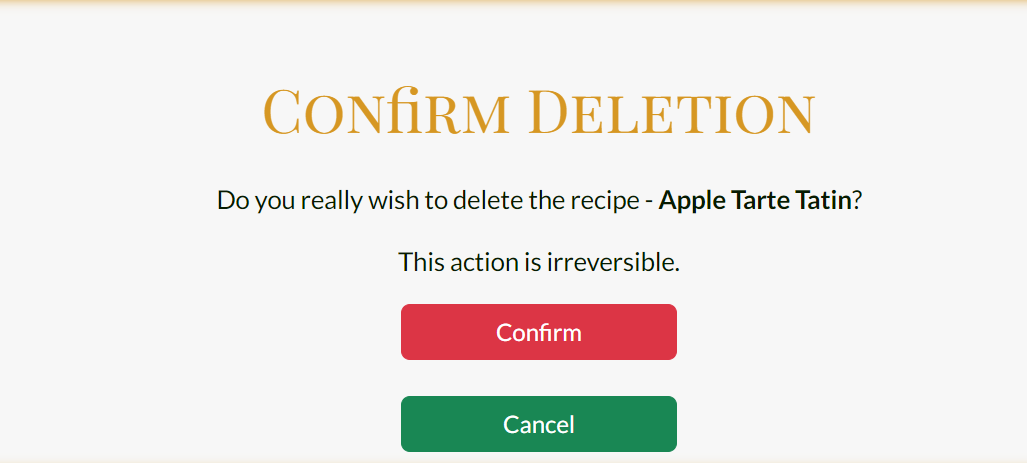 Confirm Deletion
Do you really wish to delete the recipe - Apple Tarte Tatin?
This action is irreversible.
Confirm
Cancel